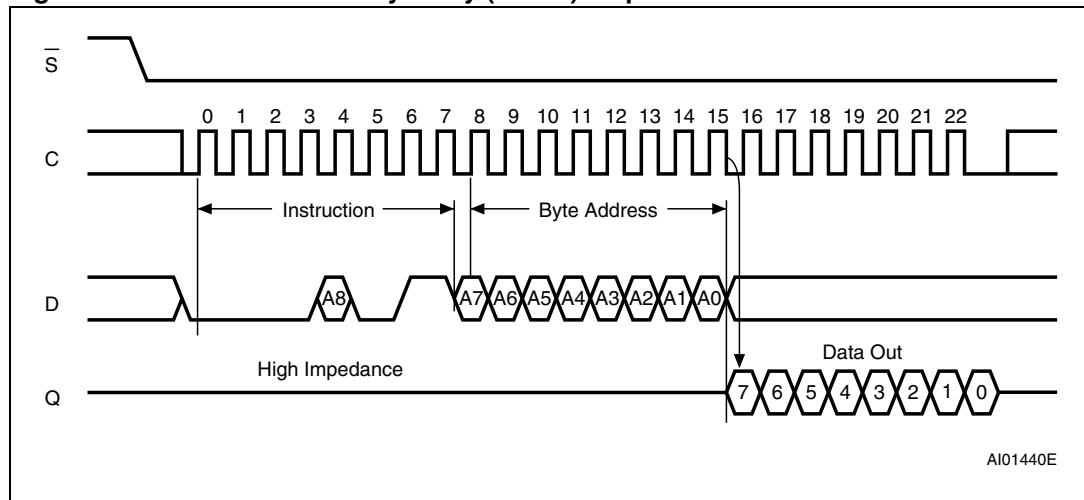 S
0 1 2 3 4 5 6 7 8 9 10 11 12 13 14 15 16 17 18 19 20 21 22
C
Instruction Byte Address
D A8 A7 A6 A5 A4 A3 A2 A1 A0
High Impedance Data Out
Q 7 6 5 4 3 2 1 0
AI01440E